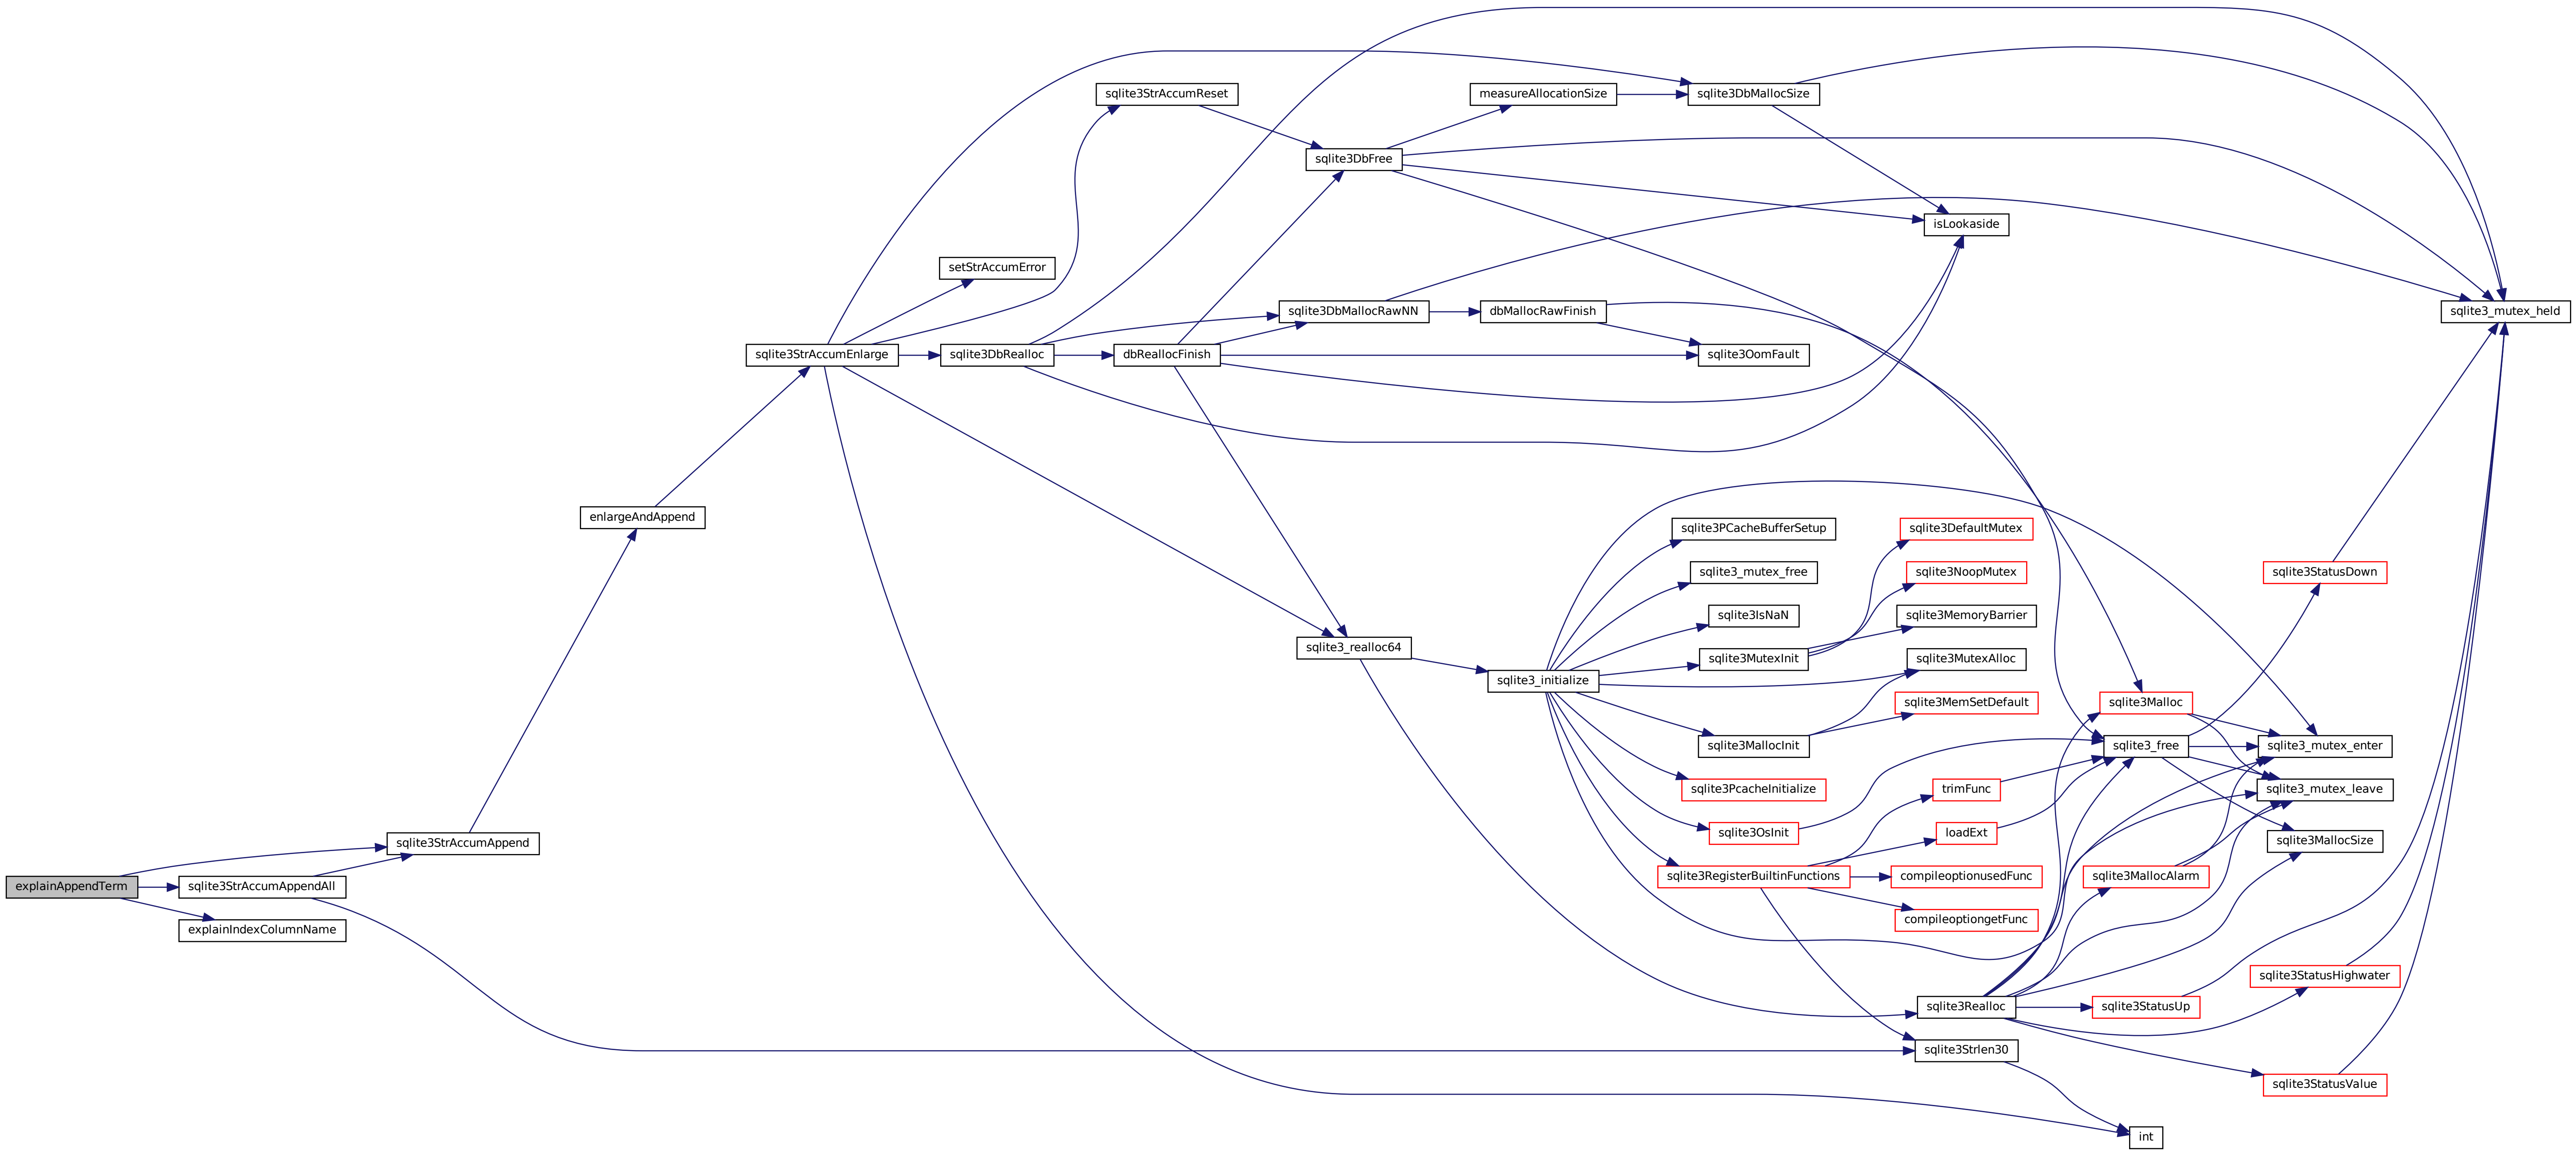 explainAppendTerm
sqlite3StrAccumAppend
sqlite3StrAccumAppendAll
explainIndexColumnName
enlargeAndAppend
sqlite3StrAccumEnlarge
setStrAccumError
sqlite3DbRealloc
sqlite3StrAccumReset
dbReallocFinish
sqlite3DbFree
sqlite3DbMallocRawNN
sqlite3_realloc64
measureAllocationSize
dbMallocRawFinish
sqlite3_initialize
sqlite3DbMallocSize
sqlite3OomFault
sqlite3PCacheBufferSetup
sqlite3_mutex_free
sqlite3IsNaN
sqlite3MutexInit
sqlite3MallocInit
sqlite3PcacheInitialize
sqlite3OsInit
sqlite3RegisterBuiltinFunctions
isLookaside
sqlite3DefaultMutex
sqlite3NoopMutex
sqlite3MemoryBarrier
sqlite3MutexAlloc
sqlite3MemSetDefault
trimFunc
loadExt
compileoptionusedFunc
compileoptiongetFunc
sqlite3Realloc
sqlite3Strlen30
sqlite3Malloc
sqlite3_free
sqlite3MallocAlarm
sqlite3StatusUp
int
sqlite3StatusDown
sqlite3_mutex_enter
sqlite3_mutex_leave
sqlite3MallocSize
sqlite3StatusHighwater
sqlite3StatusValue
sqlite3_mutex_held